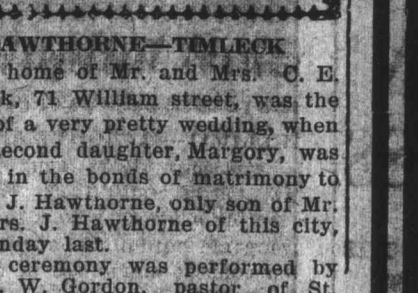 AWTHORNE—TIMLECK
home of Mr. and Mrs. C. E.
k, 71 William street, was the
of a very pretty wedding, when
second daughter, Margory, was
in the bonds of matrimony to
J. Hawthorne, only son of Mr.
rs. J. Hawthorne of this city,
nday last.
ceremony was performed by
W. Gordon, pastor of St.